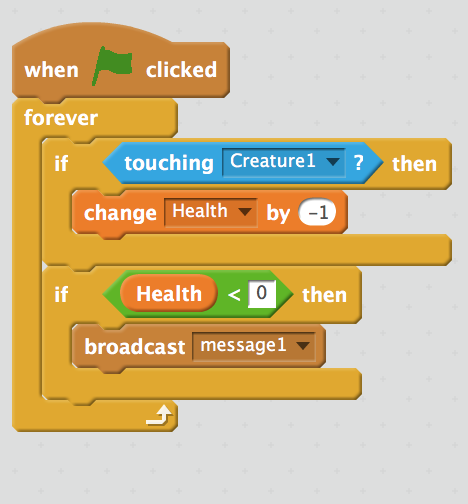 when clicked
forever
if touching Creature1 ? then
change Health by -1
if Health < 0 then
broadcast message1